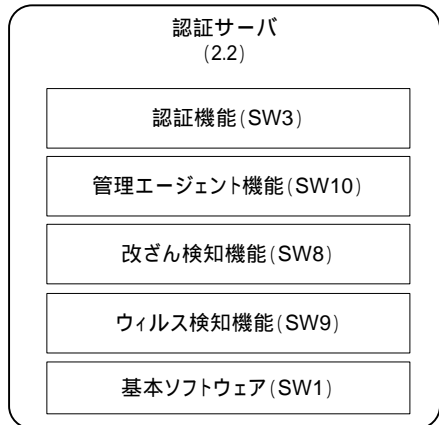 認証サーバ
(2.2)
認証機能(SW3)
管理エージェント機能(SW10)
改ざん検知機能(SW8)
ウィルス検知機能(SW9)
基本ソフトウェア(SW1)